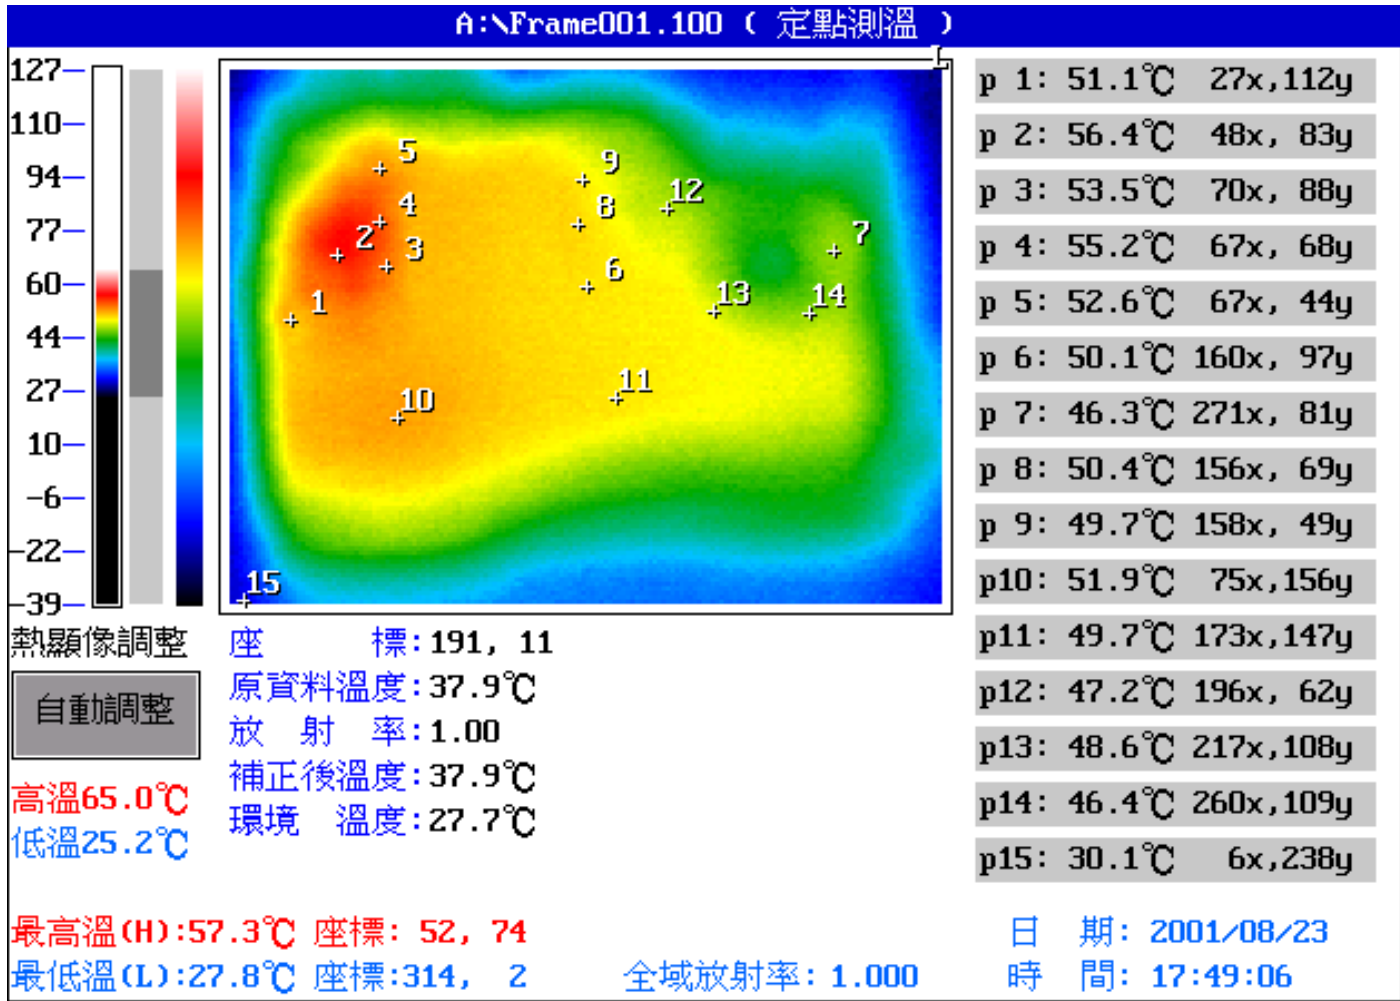 A:\Frame001.100 ( 定點測溫 )
127
110
94
77
60
44
27
10
-6
-22
-39
L
5
9
4
12
8
2
3
7
6
1
13
14
10
11
15
p 1: 51.1℃ 27x,112y
p 2: 56.4℃ 48x, 83y
p 3: 53.5℃ 70x, 88y
p 4: 55.2℃ 67x, 68y
p 5: 52.6℃ 67x, 44y
p 6: 50.1℃ 160x, 97y
p 7: 46.3℃ 271x, 81y
p 8: 50.4℃ 156x, 69y
p 9: 49.7℃ 158x, 49y
p10: 51.9℃ 75x,156y
p11: 49.7℃ 173x,147y
p12: 47.2℃ 196x, 62y
p13: 48.6℃ 217x,108y
p14: 46.4℃ 260x,109y
p15: 30.1℃ 6x,238y
熱顯像調整
自動調整
高溫65.0℃
低溫25.2℃
座 標:191, 11
原資料溫度:37.9℃
放 射 率:1.00
補正後溫度:37.9℃
環境 溫度:27.7℃
最高溫(H):57.3℃ 座標: 52, 74
最低溫(L):27.8℃ 座標:314, 2
全域放射率: 1.000
日 期: 2001/08/23
時 間: 17:49:06